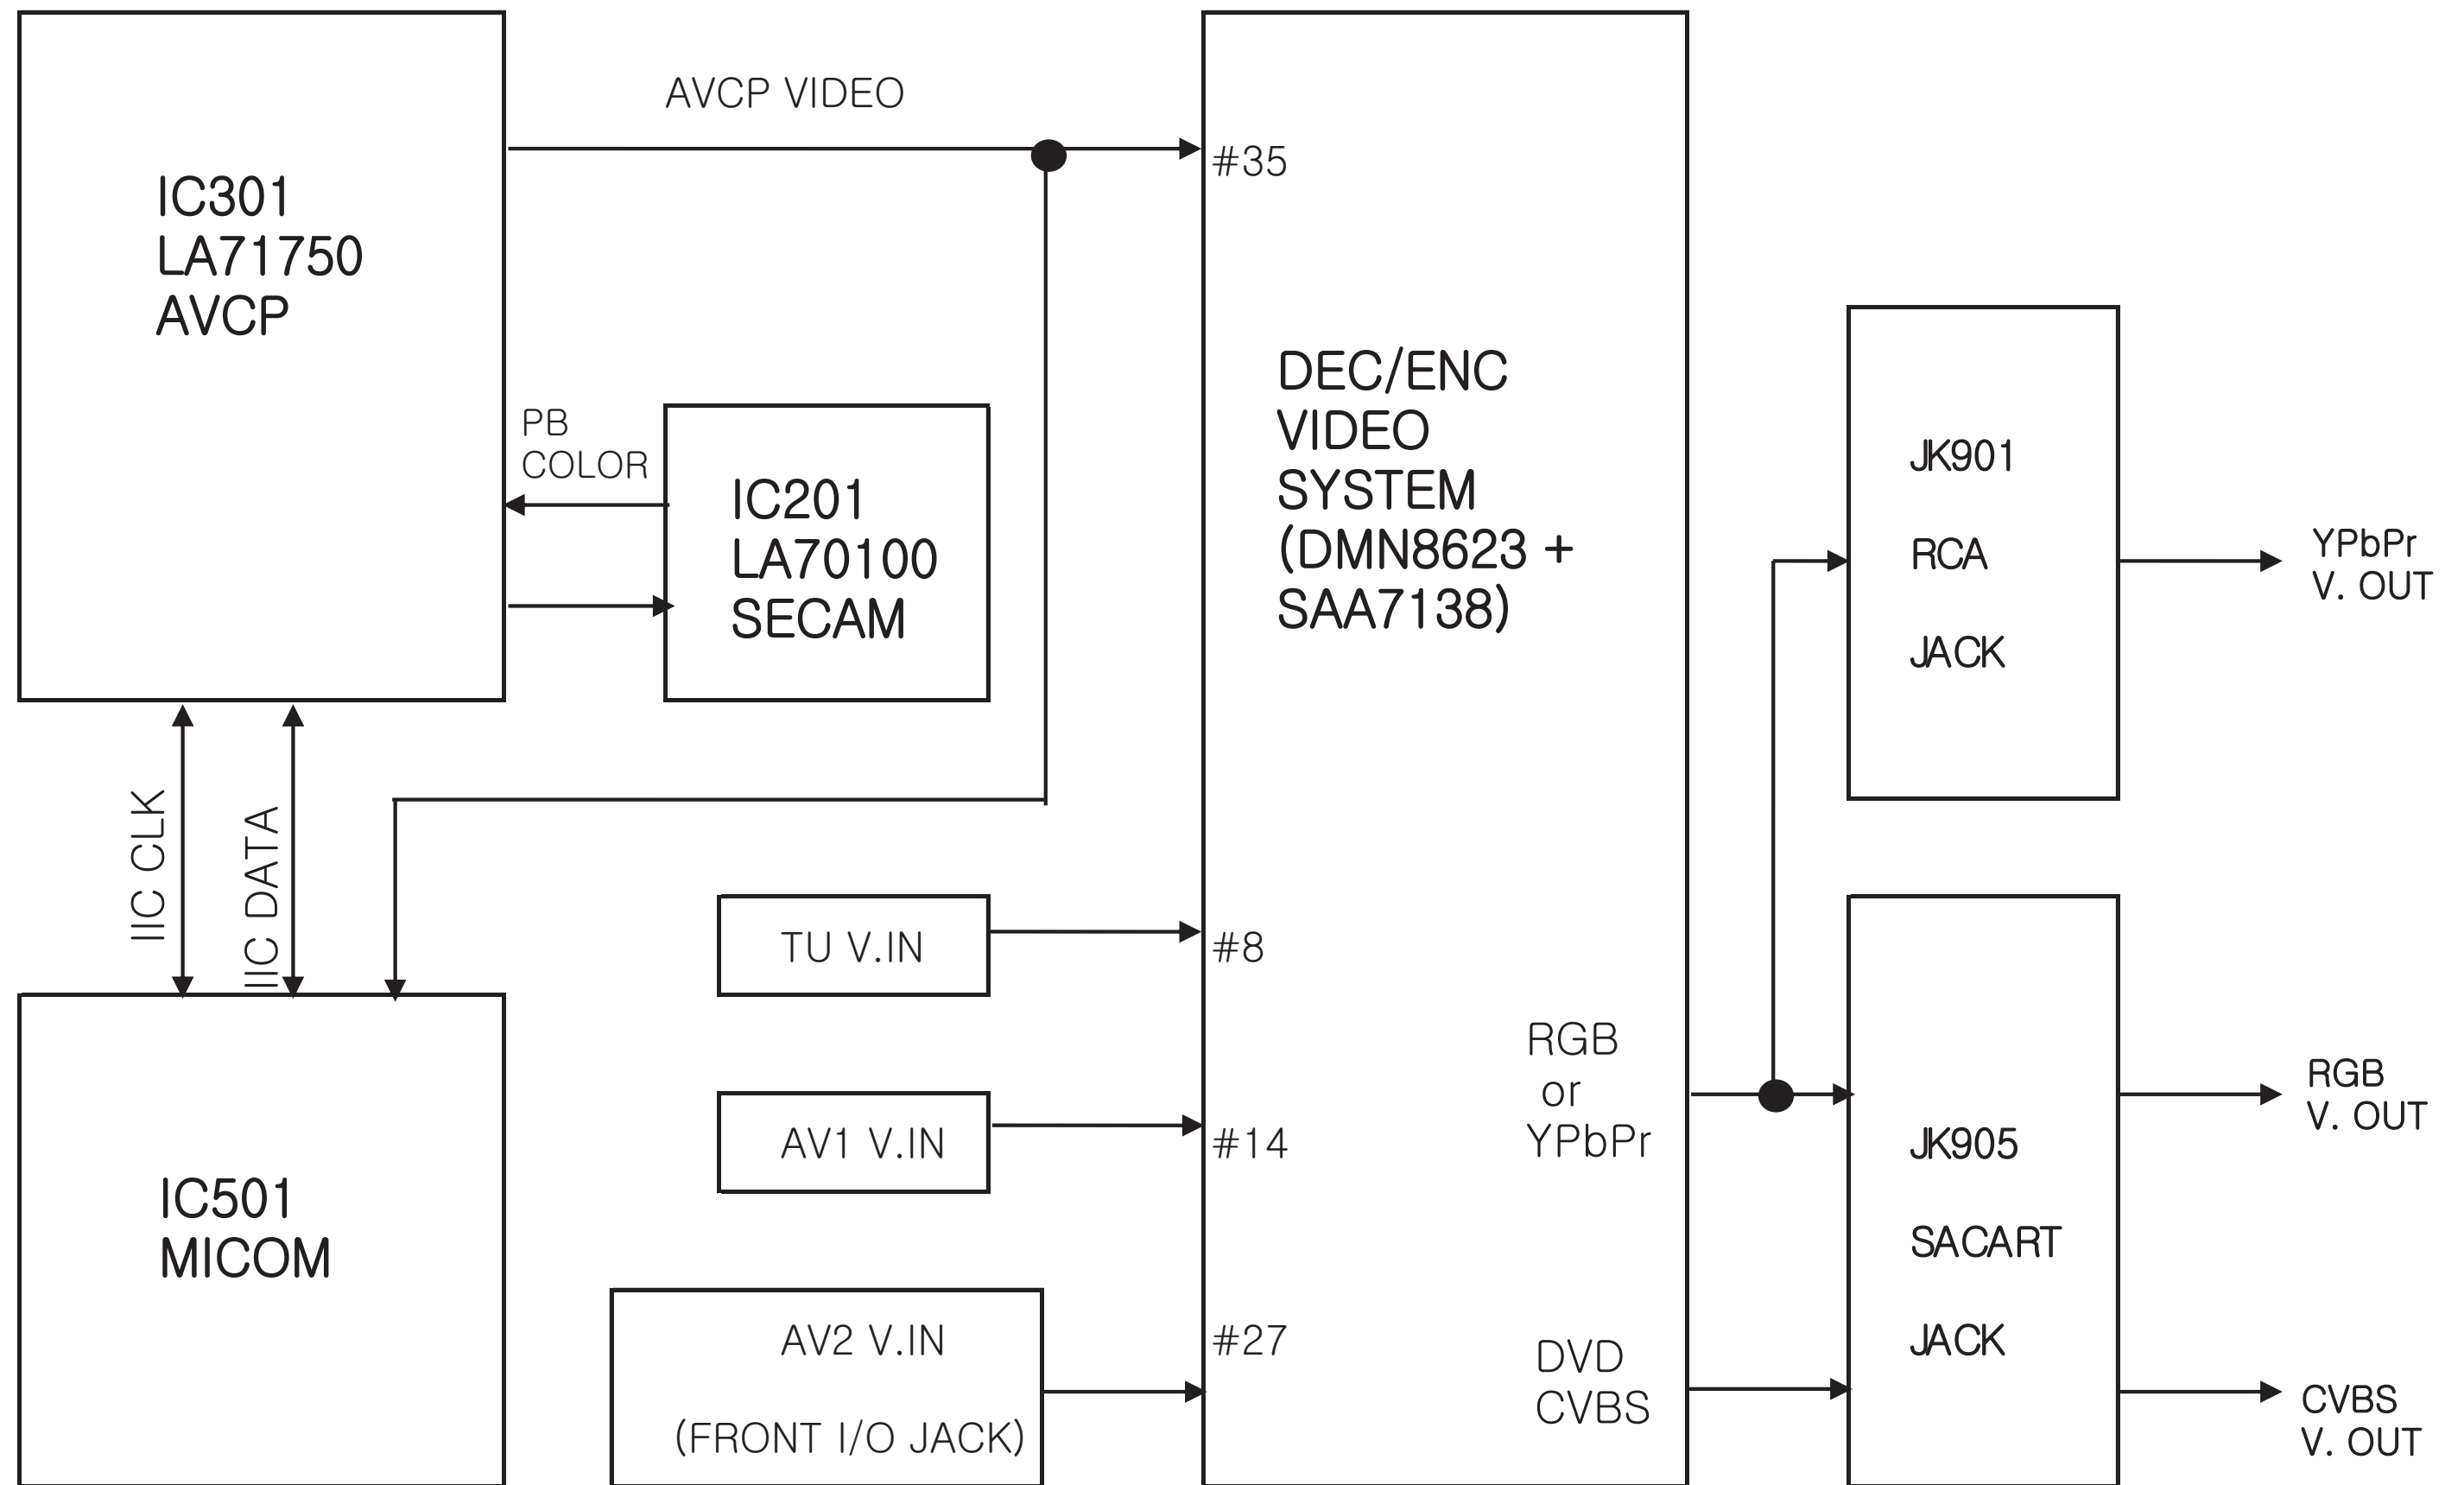 AVCP VIDEO
#35
IC301
LA71750
AVCP
PB
COLOR
IC201
LA70100
SECAM
DEC/ENC
VIDEO
SYSTEM
(DMN8623 +
SAA7138)
JK901
RCA
JACK
YPbPr
V. OUT
IIC CLK
IIC DATA
TU V.IN
#8
AV1 V.IN
#14
RGB
or
YPbPr
RGB
V. OUT
IC501
MICOM
JK905
SACART
JACK
AV2 V.IN
(FRONT I/O JACK)
#27
DVD
CVBS
CVBS
V. OUT